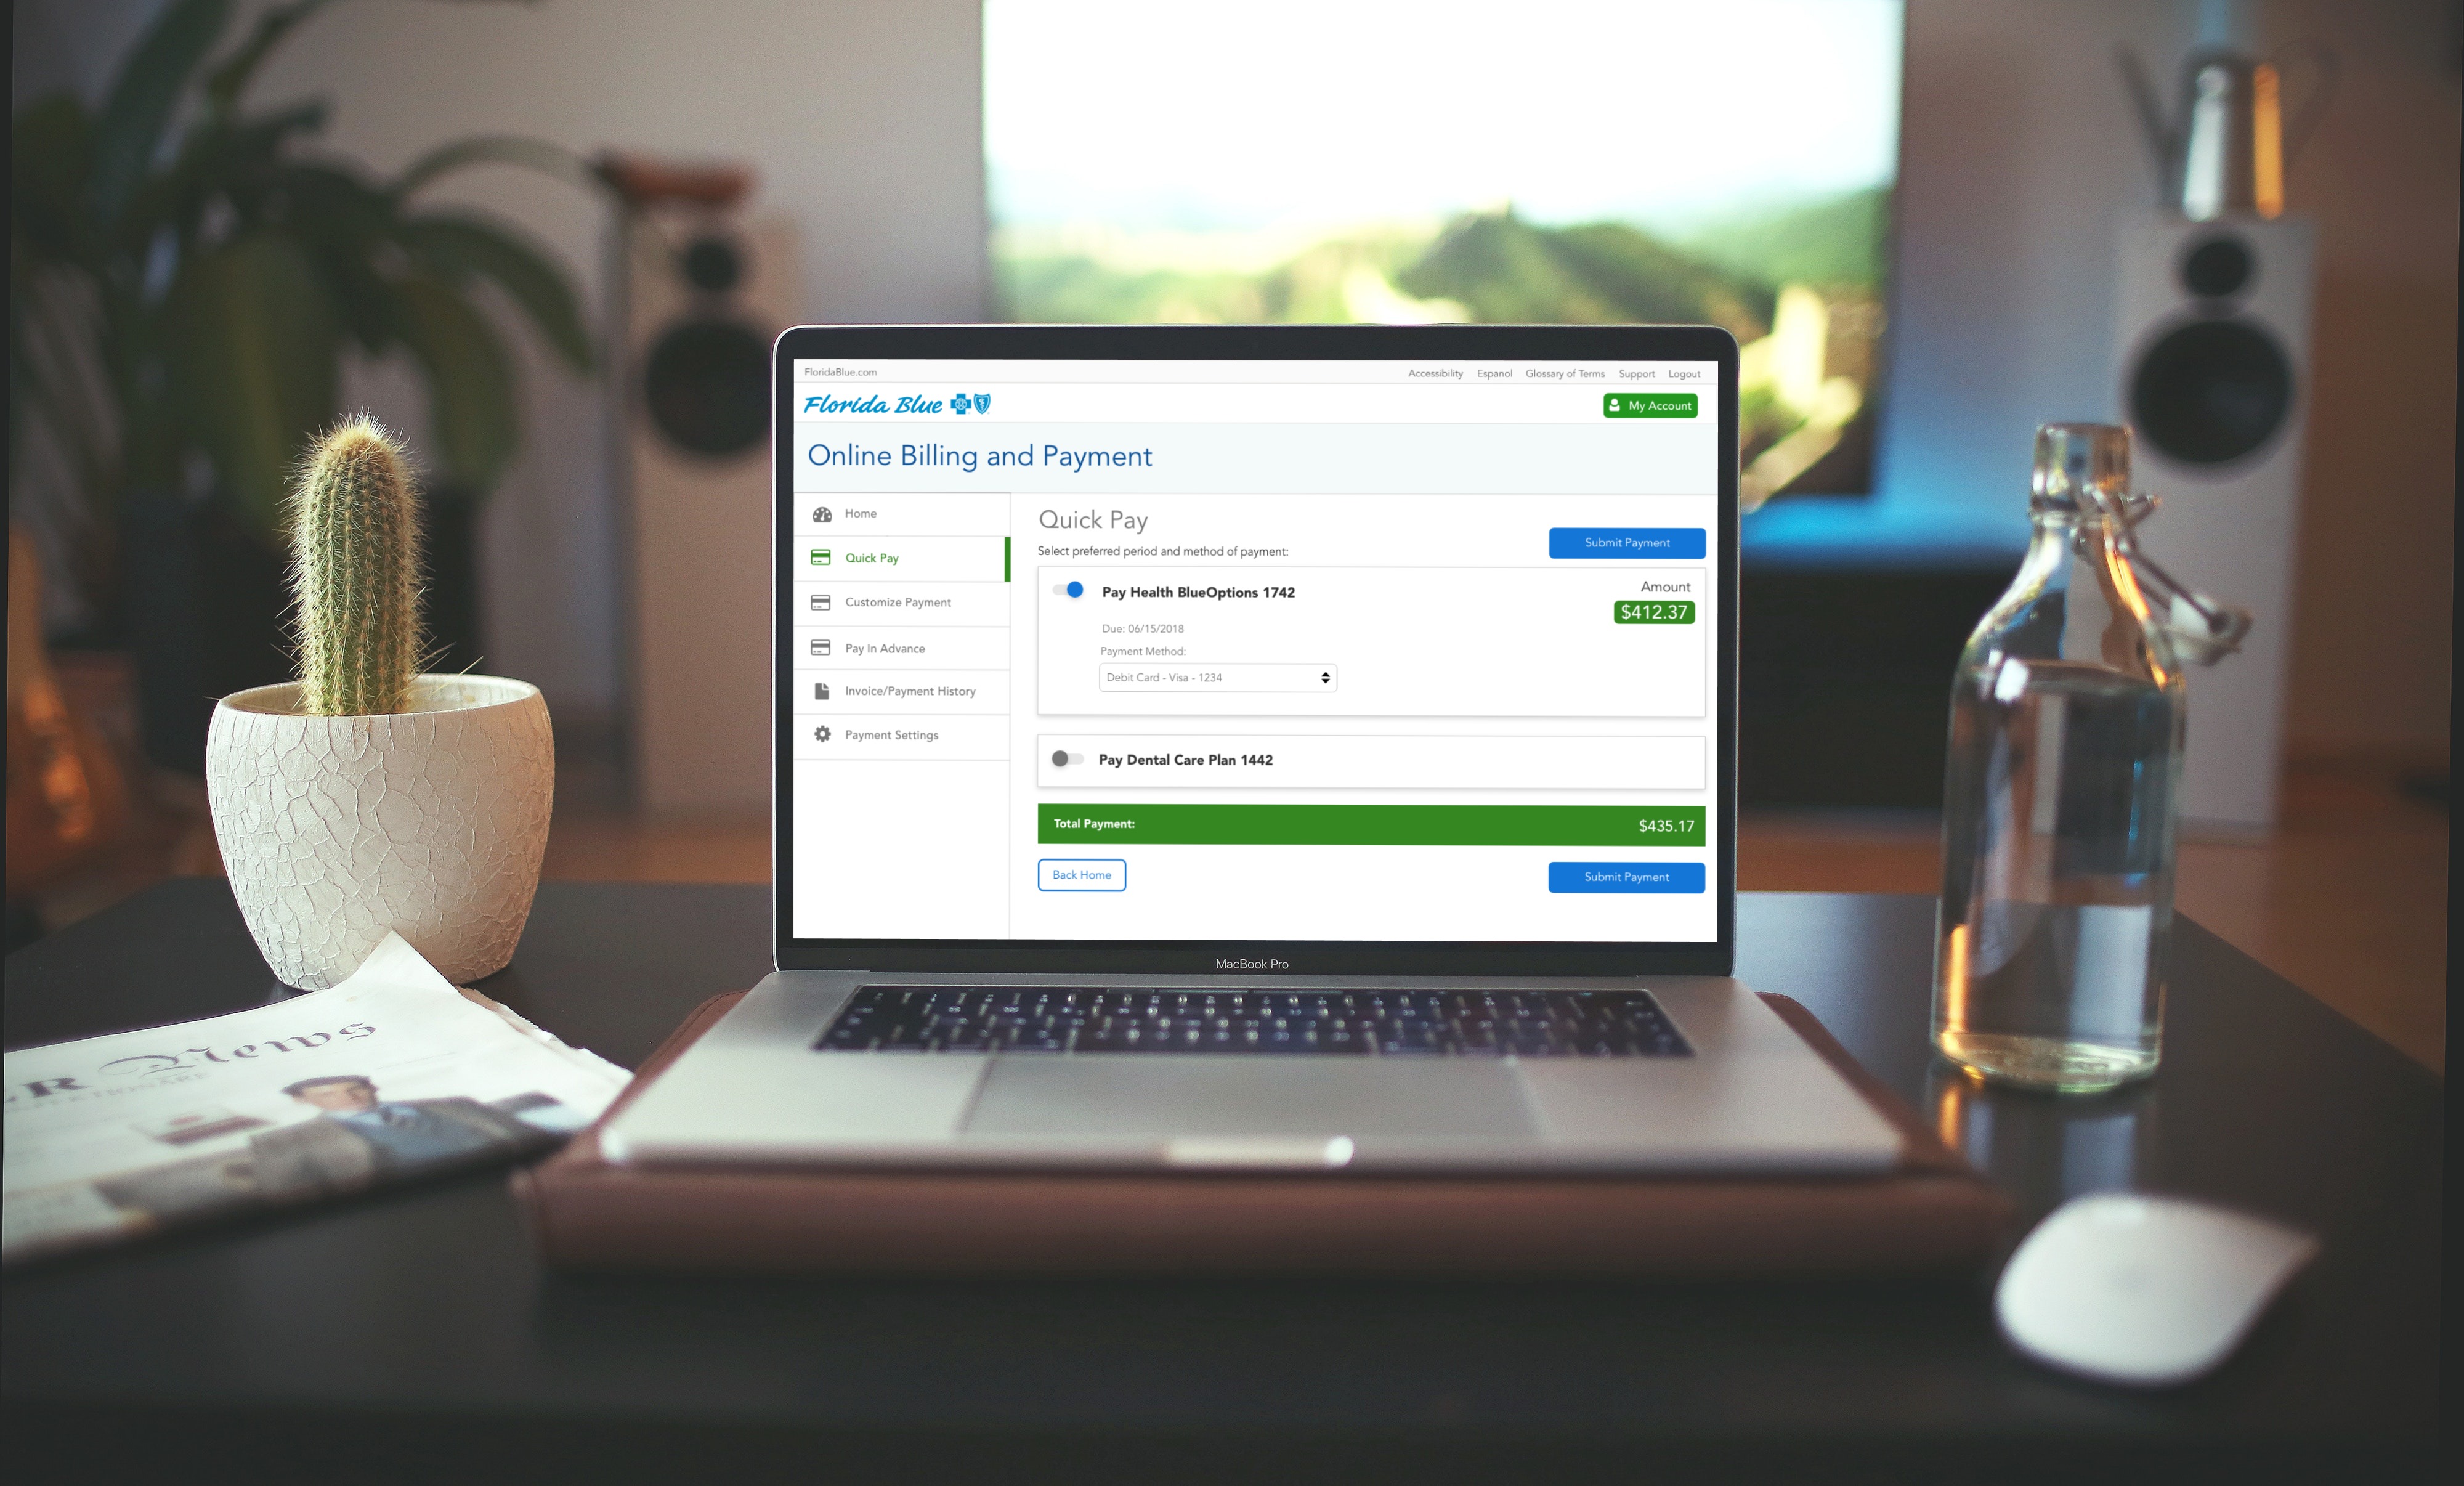 FloridaBlue.com
Accessibility Espanol Glossary of Terms Support Logout
Florida Blue
My Account
Online Billing and Payment
Home
Quick Pay
Customize Payment
Pay In Advance
Invoice/Payment History
Payment Settings
Quick Pay
Submit Payment
Select preferred period and method of payment:
Pay Health BlueOptions 1742
Amount
$412.37
Due: 06/15/2018
Payment Method:
Debit Card - Visa - 1234
Pay Dental Care Plan 1442
Total Payment: $435.17
Back Home
Submit Payment
MacBook Pro
News